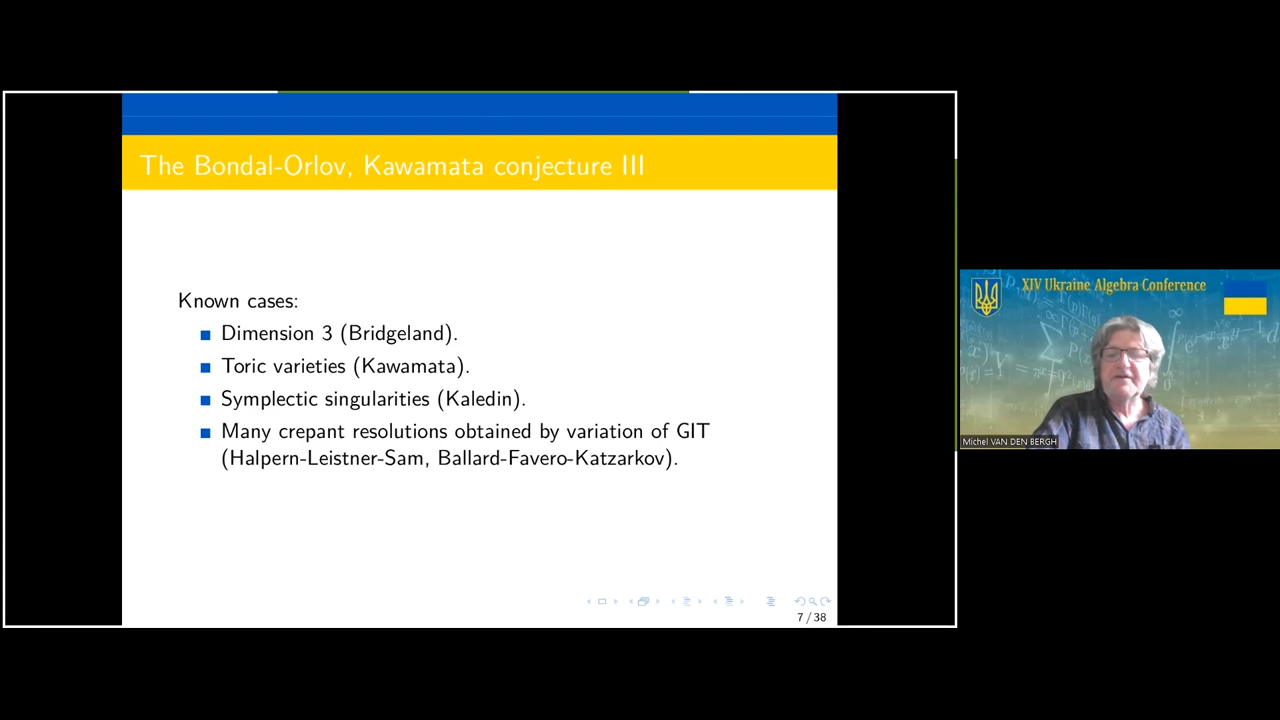 The Bondal-Orlov, Kawamata conjecture III
Known cases:
Dimension 3 (Bridgeland).
Toric varieties (Kawamata).
Symplectic singularities (Kaledin).
Many crepant resolutions obtained by variation of GIT
(Halpern-Leistner-Sam, Ballard-Favero-Katzarkov).
7 / 38
XIV Ukraine Algebra Conference
Michel VAN DEN BERGH